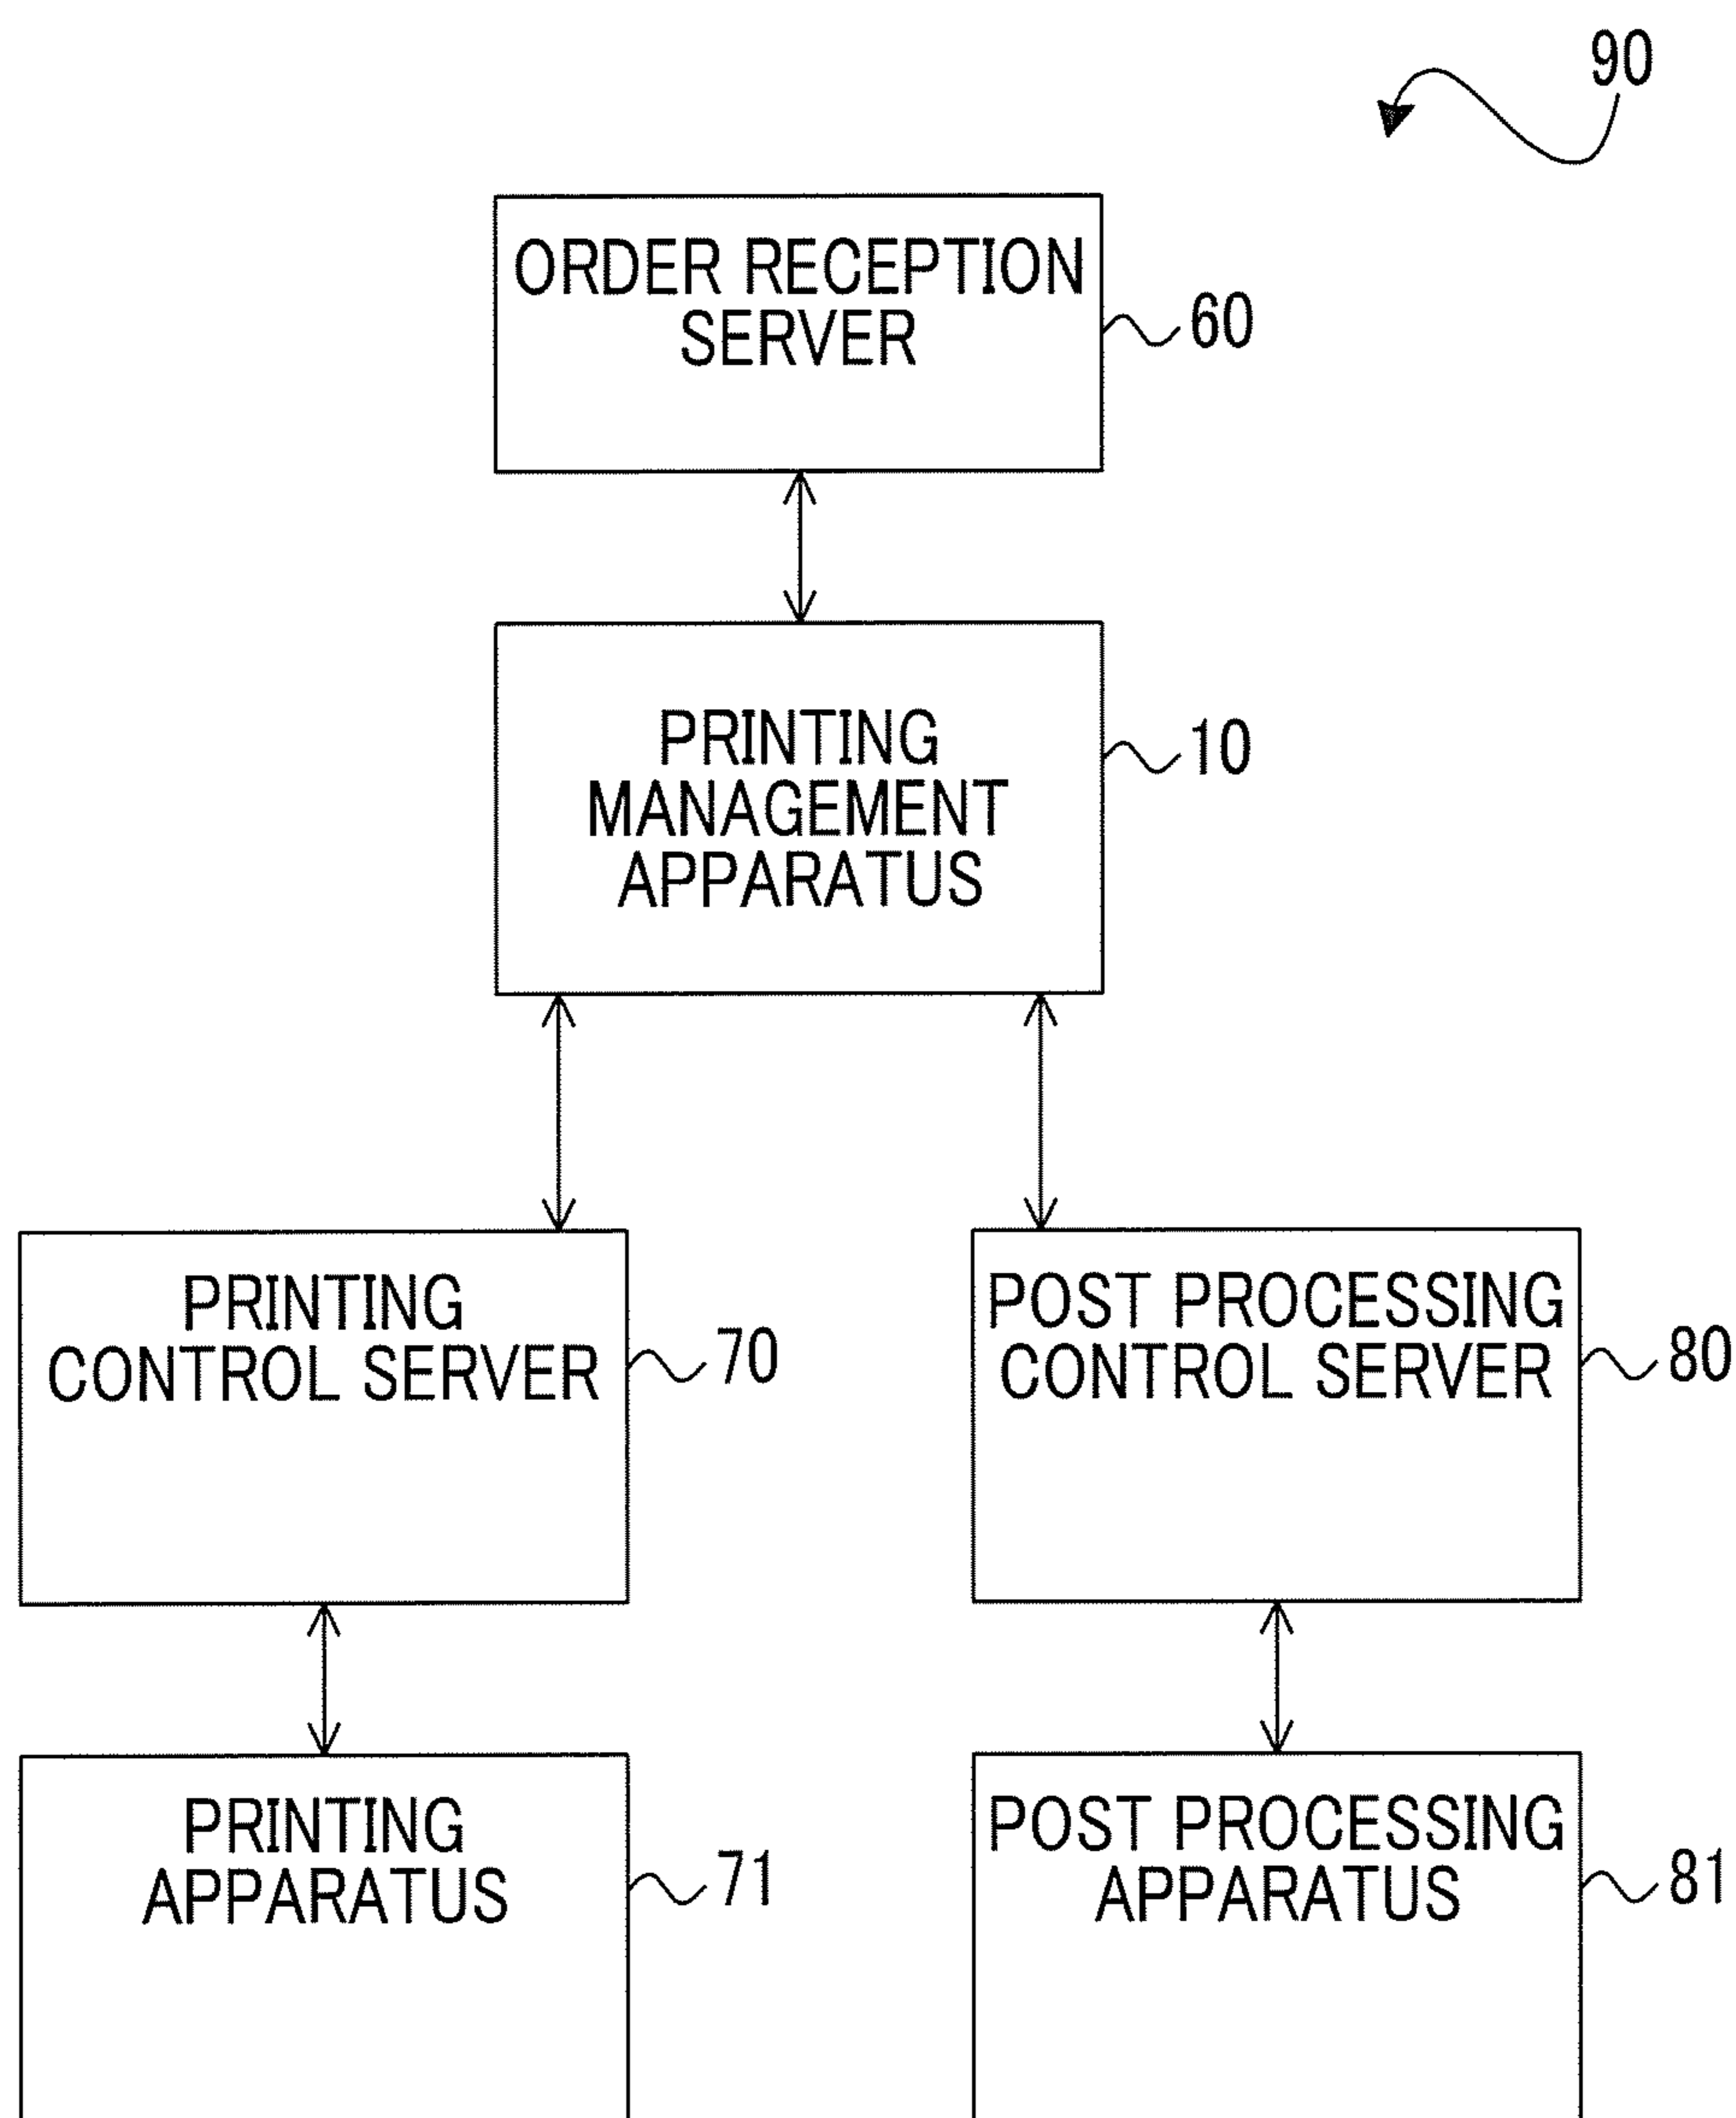 90
ORDER RECEPTION
SERVER
60
PRINTING
MANAGEMENT
APPARATUS
10
PRINTING
CONTROL SERVER
70
POST PROCESSING
CONTROL SERVER
80
PRINTING
APPARATUS
71
POST PROCESSING
APPARATUS
81